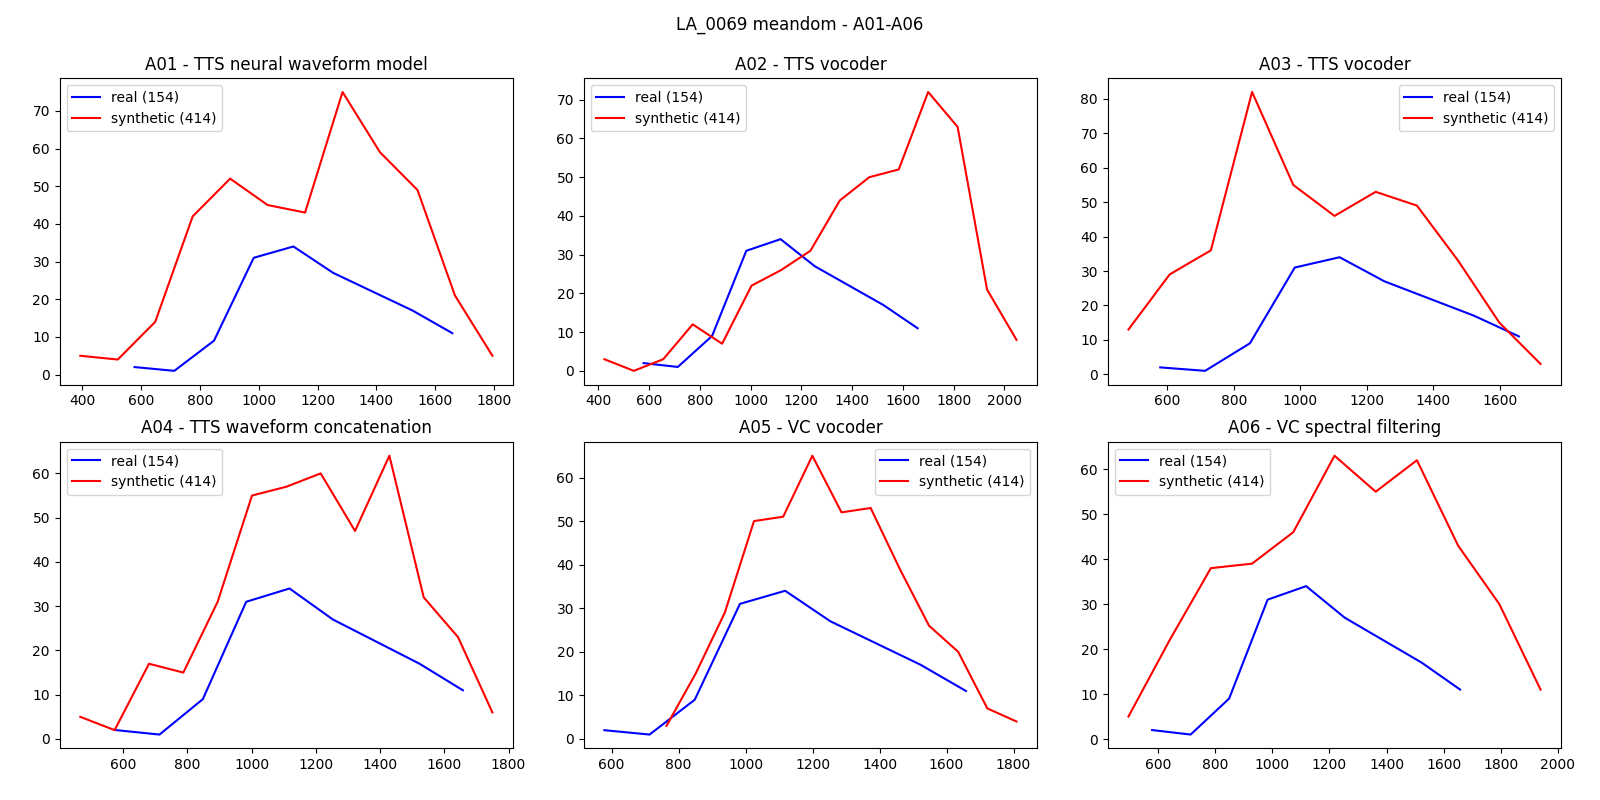 LA_0069 meandom - A01-A06
A01 - TTS neural waveform model
real (154)
synthetic (414)
70
60
50
40
30
20
10
0
400 600 800 1000 1200 1400 1600 1800
A02 - TTS vocoder
real (154)
synthetic (414)
70
60
50
40
30
20
10
0
400 600 800 1000 1200 1400 1600 1800 2000
A03 - TTS vocoder
real (154)
synthetic (414)
80
70
60
50
40
30
20
10
0
600 800 1000 1200 1400 1600
A04 - TTS waveform concatenation
real (154)
synthetic (414)
60
50
40
30
20
10
0
600 800 1000 1200 1400 1600 1800
A05 - VC vocoder
real (154)
synthetic (414)
60
50
40
30
20
10
0
600 800 1000 1200 1400 1600 1800
A06 - VC spectral filtering
real (154)
synthetic (414)
60
50
40
30
20
10
0
600 800 1000 1200 1400 1600 1800 2000